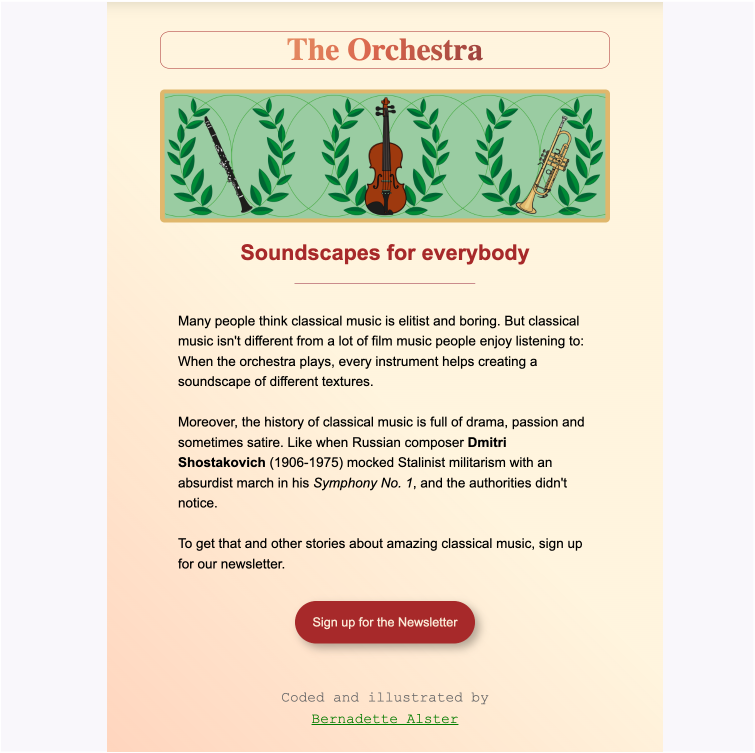 The Orchestra
Soundscapes for everybody
Many people think classical music is elitist and boring. But classical
music isn't different from a lot of film music people enjoy listening to:
When the orchestra plays, every instrument helps creating a
soundscape of different textures.
Moreover, the history of classical music is full of drama, passion and
sometimes satire. Like when Russian composer Dmitri
Shostakovich (1906-1975) mocked Stalinist militarism with an
absurdist march in his Symphony No. 1, and the authorities didn't
notice.
To get that and other stories about amazing classical music, sign up
for our newsletter.
Sign up for the Newsletter
Coded and illustrated by
Bernadette Alster